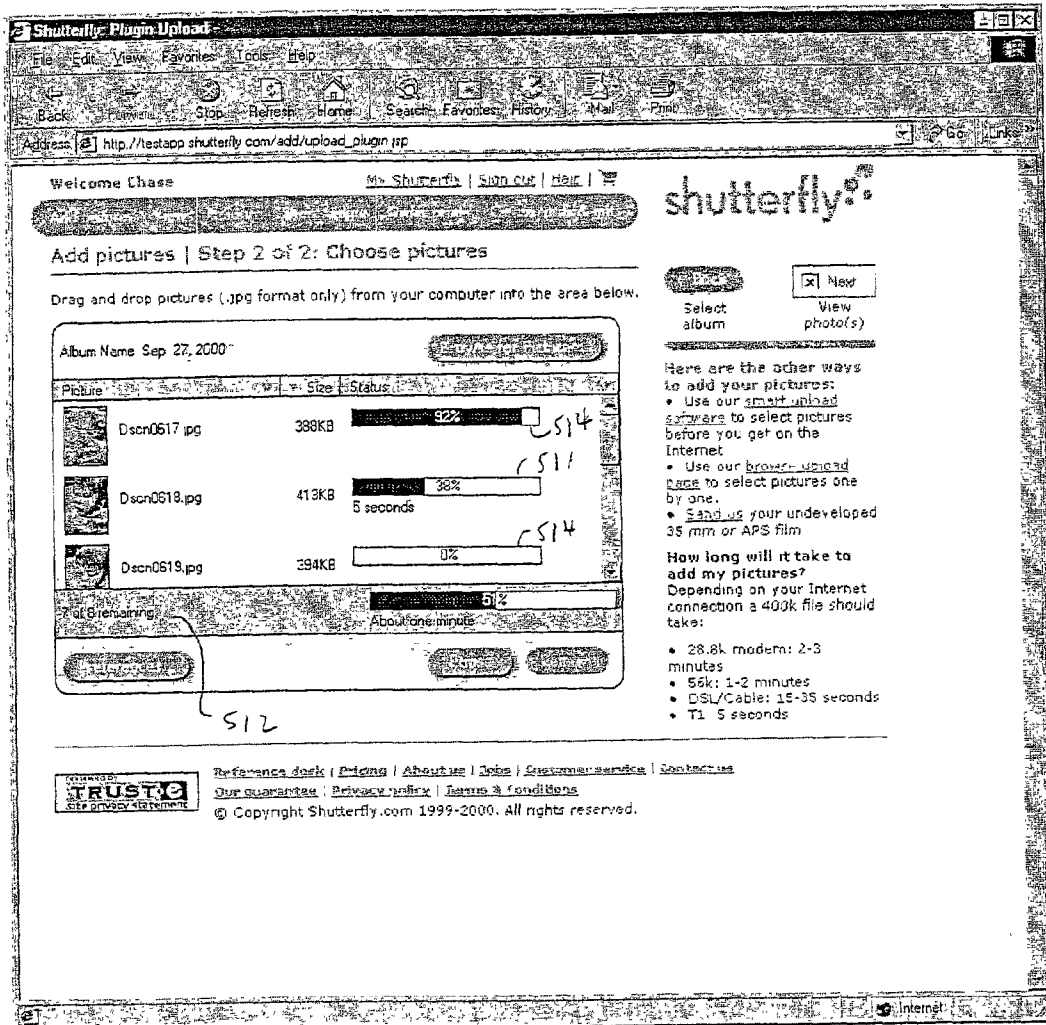 Shutterfly: Plugin Upload
File Edit View Favorites Tools Help
Back Forward Stop Refresh Home Search Favorites History Mail Print
Address http://testapp.shutterfly.com/add/upload_plugin.jsp Go Links
Welcome Chase
My Shutterfly | Sign out | Help |
shutterfly
Add pictures | Step 2 of 2: Choose pictures
Drag and drop pictures (.jpg format only) from your computer into the area below.
Album Name Sep 27, 2000
Picture Size Status
Dscn0617.jpg 388KB 92%
514
511
Dscn0618.jpg 413KB 38%
5 seconds
514
Dscn0619.jpg 394KB 0%
7 of 8 remaining
51%
About one minute
512
Next
Select album
View photo(s)
Here are the other ways
to add your pictures:
• Use our smart upload
software to select pictures
before you get on the
Internet
• Use our browse upload
page to select pictures one
by one.
• Send us your undeveloped
35 mm or APS film
How long will it take to
add my pictures?
Depending on your Internet
connection a 400k file should
take:
• 28.8k modem: 2-3
minutes
• 56k: 1-2 minutes
• DSL/Cable: 15-35 seconds
• T1 5 seconds
reviewed by
TRUSTe
site privacy statement
Reference desk | Pricing | About us | Jobs | Customer service | Contact us
Our guarantee | Privacy policy | Terms & Conditions
© Copyright Shutterfly.com 1999-2000. All rights reserved.
Internet